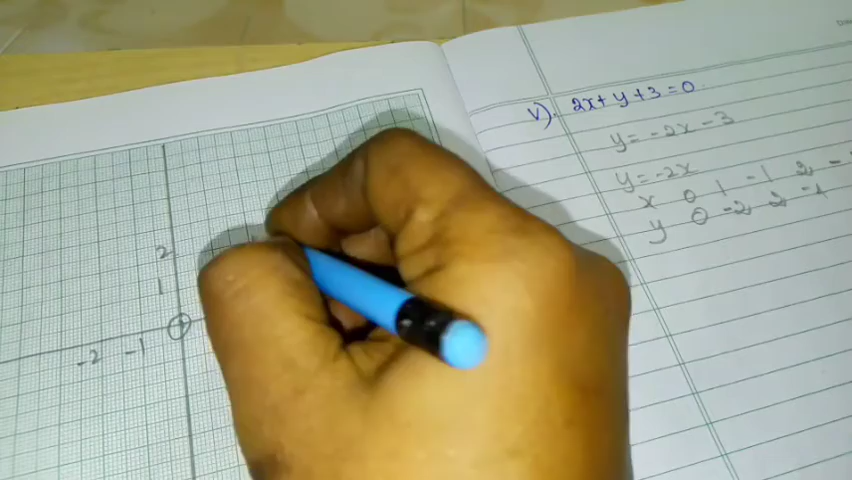 2
1
-2 -1
V). 2x+y+3=0.
y = -2x - 3
y = -2x
x 0 1 -1 2
y 0 -2 2 -4